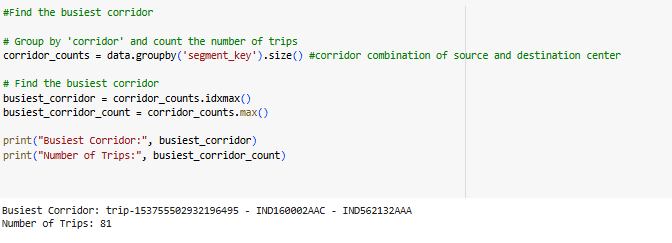 #Find the busiest corridor
# Group by 'corridor' and count the number of trips
corridor_counts = data.groupby('segment_key').size() #corridor combination of source and destination center
# Find the busiest corridor
busiest_corridor = corridor_counts.idxmax()
busiest_corridor_count = corridor_counts.max()
print("Busiest Corridor:", busiest_corridor)
print("Number of Trips:", busiest_corridor_count)
Busiest Corridor: trip-153755502932196495 - IND160002AAC - IND562132AAA
Number of Trips: 81